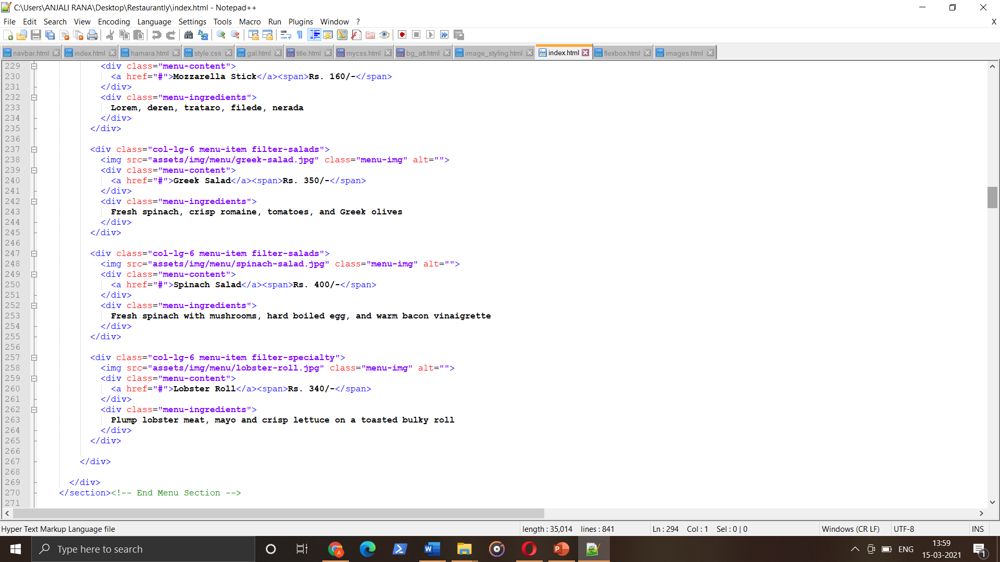 C:\Users\ANJALI RANA\Desktop\Restaurantly\index.html - Notepad++
File Edit Search View Encoding Language Settings Tools Macro Run Plugins Window ? X
navbar.html index.html hamara.html style.css gal.html title.html mycss.html bg_att.html image_styling.html index.html flexbox.html images.html
229 <div class="menu-content">
230 <a href="#">Mozzarella Stick</a><span>Rs. 160/-</span>
231 </div>
232 <div class="menu-ingredients">
233 Lorem, deren, trataro, filede, nerada
234 </div>
235 </div>
236
237 <div class="col-lg-6 menu-item filter-salads">
238 <img src="assets/img/menu/greek-salad.jpg" class="menu-img" alt="">
239 <div class="menu-content">
240 <a href="#">Greek Salad</a><span>Rs. 350/-</span>
241 </div>
242 <div class="menu-ingredients">
243 Fresh spinach, crisp romaine, tomatoes, and Greek olives
244 </div>
245 </div>
246
247 <div class="col-lg-6 menu-item filter-salads">
248 <img src="assets/img/menu/spinach-salad.jpg" class="menu-img" alt="">
249 <div class="menu-content">
250 <a href="#">Spinach Salad</a><span>Rs. 400/-</span>
251 </div>
252 <div class="menu-ingredients">
253 Fresh spinach with mushrooms, hard boiled egg, and warm bacon vinaigrette
254 </div>
255 </div>
256
257 <div class="col-lg-6 menu-item filter-specialty">
258 <img src="assets/img/menu/lobster-roll.jpg" class="menu-img" alt="">
259 <div class="menu-content">
260 <a href="#">Lobster Roll</a><span>Rs. 340/-</span>
261 </div>
262 <div class="menu-ingredients">
263 Plump lobster meat, mayo and crisp lettuce on a toasted bulky roll
264 </div>
265 </div>
266
267 </div>
268
269 </div>
270 </section><!-- End Menu Section -->
271
Hyper Text Markup Language file length : 35,014 lines : 841 Ln : 294 Col : 1 Sel : 0 | 0 Windows (CR LF) UTF-8 INS
Type here to search ENG 13:59
15-03-2021 1